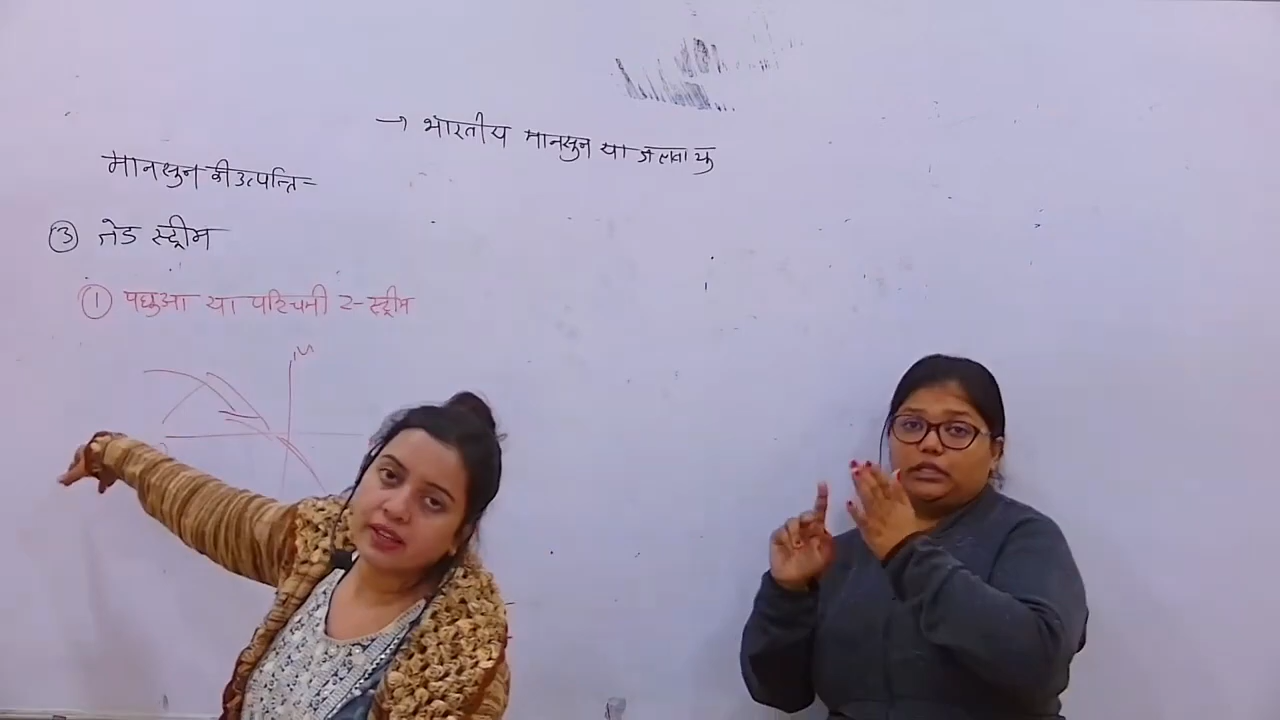 → भारतीय मानसुन या जलवायु
मानसुन की उत्पत्ति-
③ जेड स्ट्रीम
① पछुआ या पश्चिमी ट-स्ट्रीम